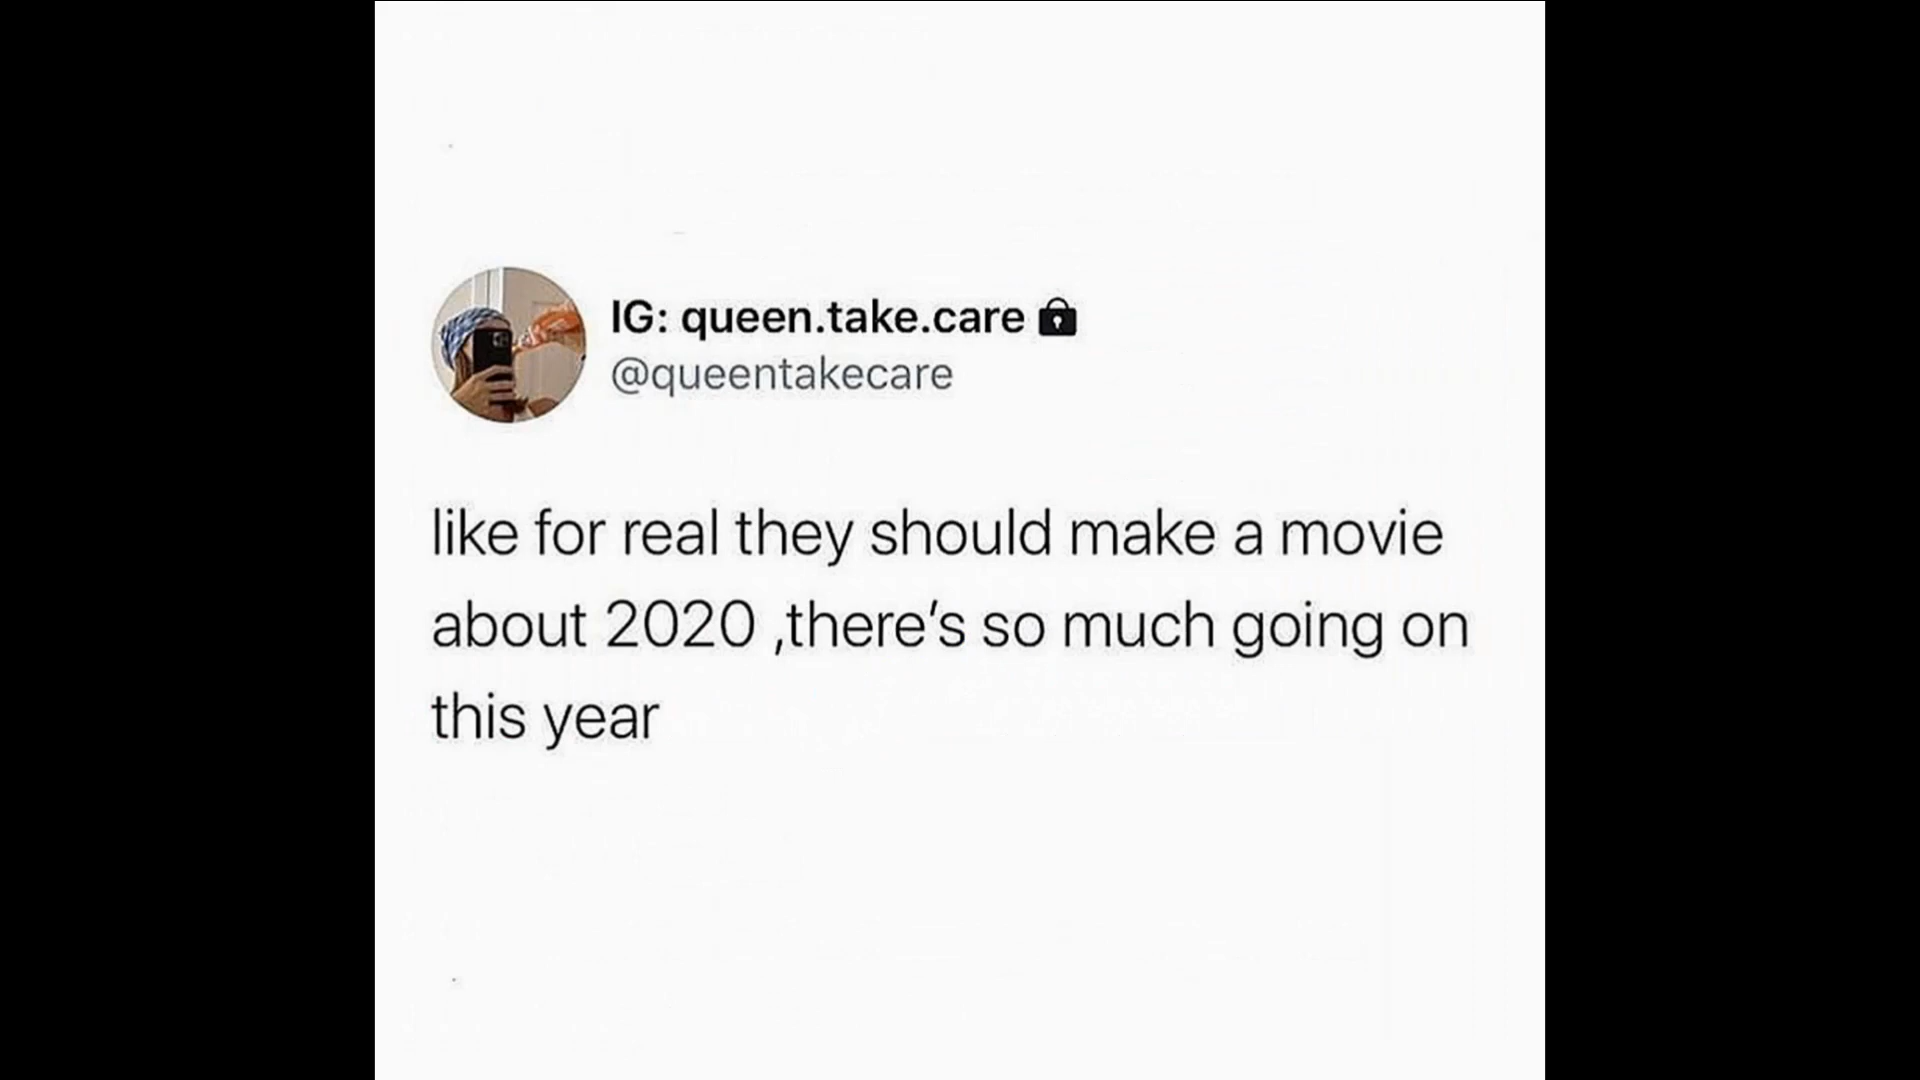 IG: queen.take.care
@queentakecare
like for real they should make a movie
about 2020 ,there's so much going on
this year